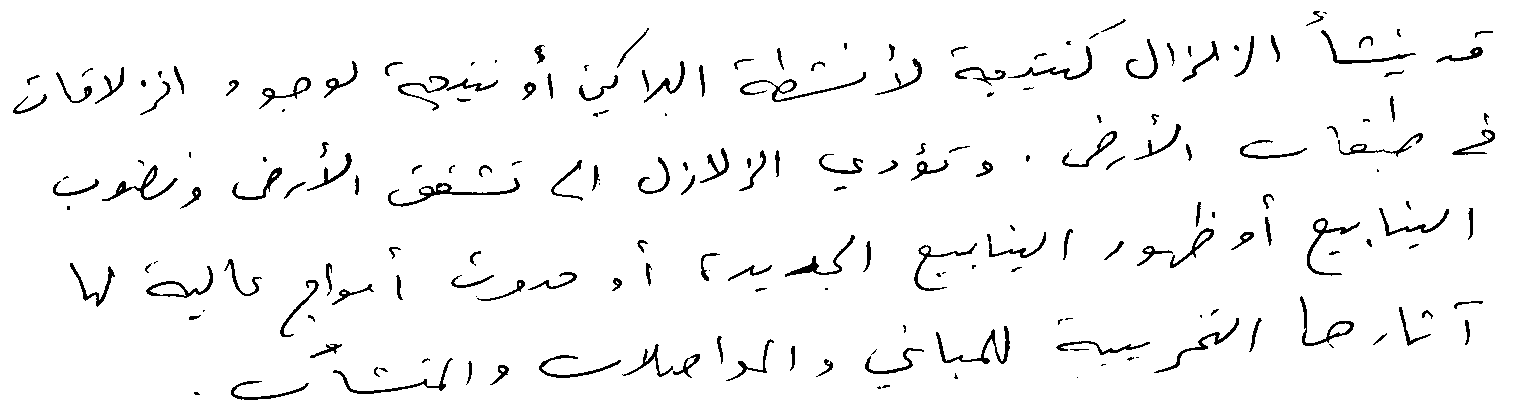 قد ينشأ الزلزال كنتيجة لأنشطة البراكين أو نتيجة لوجود انزلاقات
في طبقات الأرض. وتؤدي الزلازل الى تشقق الأرض ونضوب
الينابيع أو ظهور الينابيع الجديدة أو حدوث أمواج عالية لها
آثارها التخريبية للمباني والمواصلات والمنشآت.